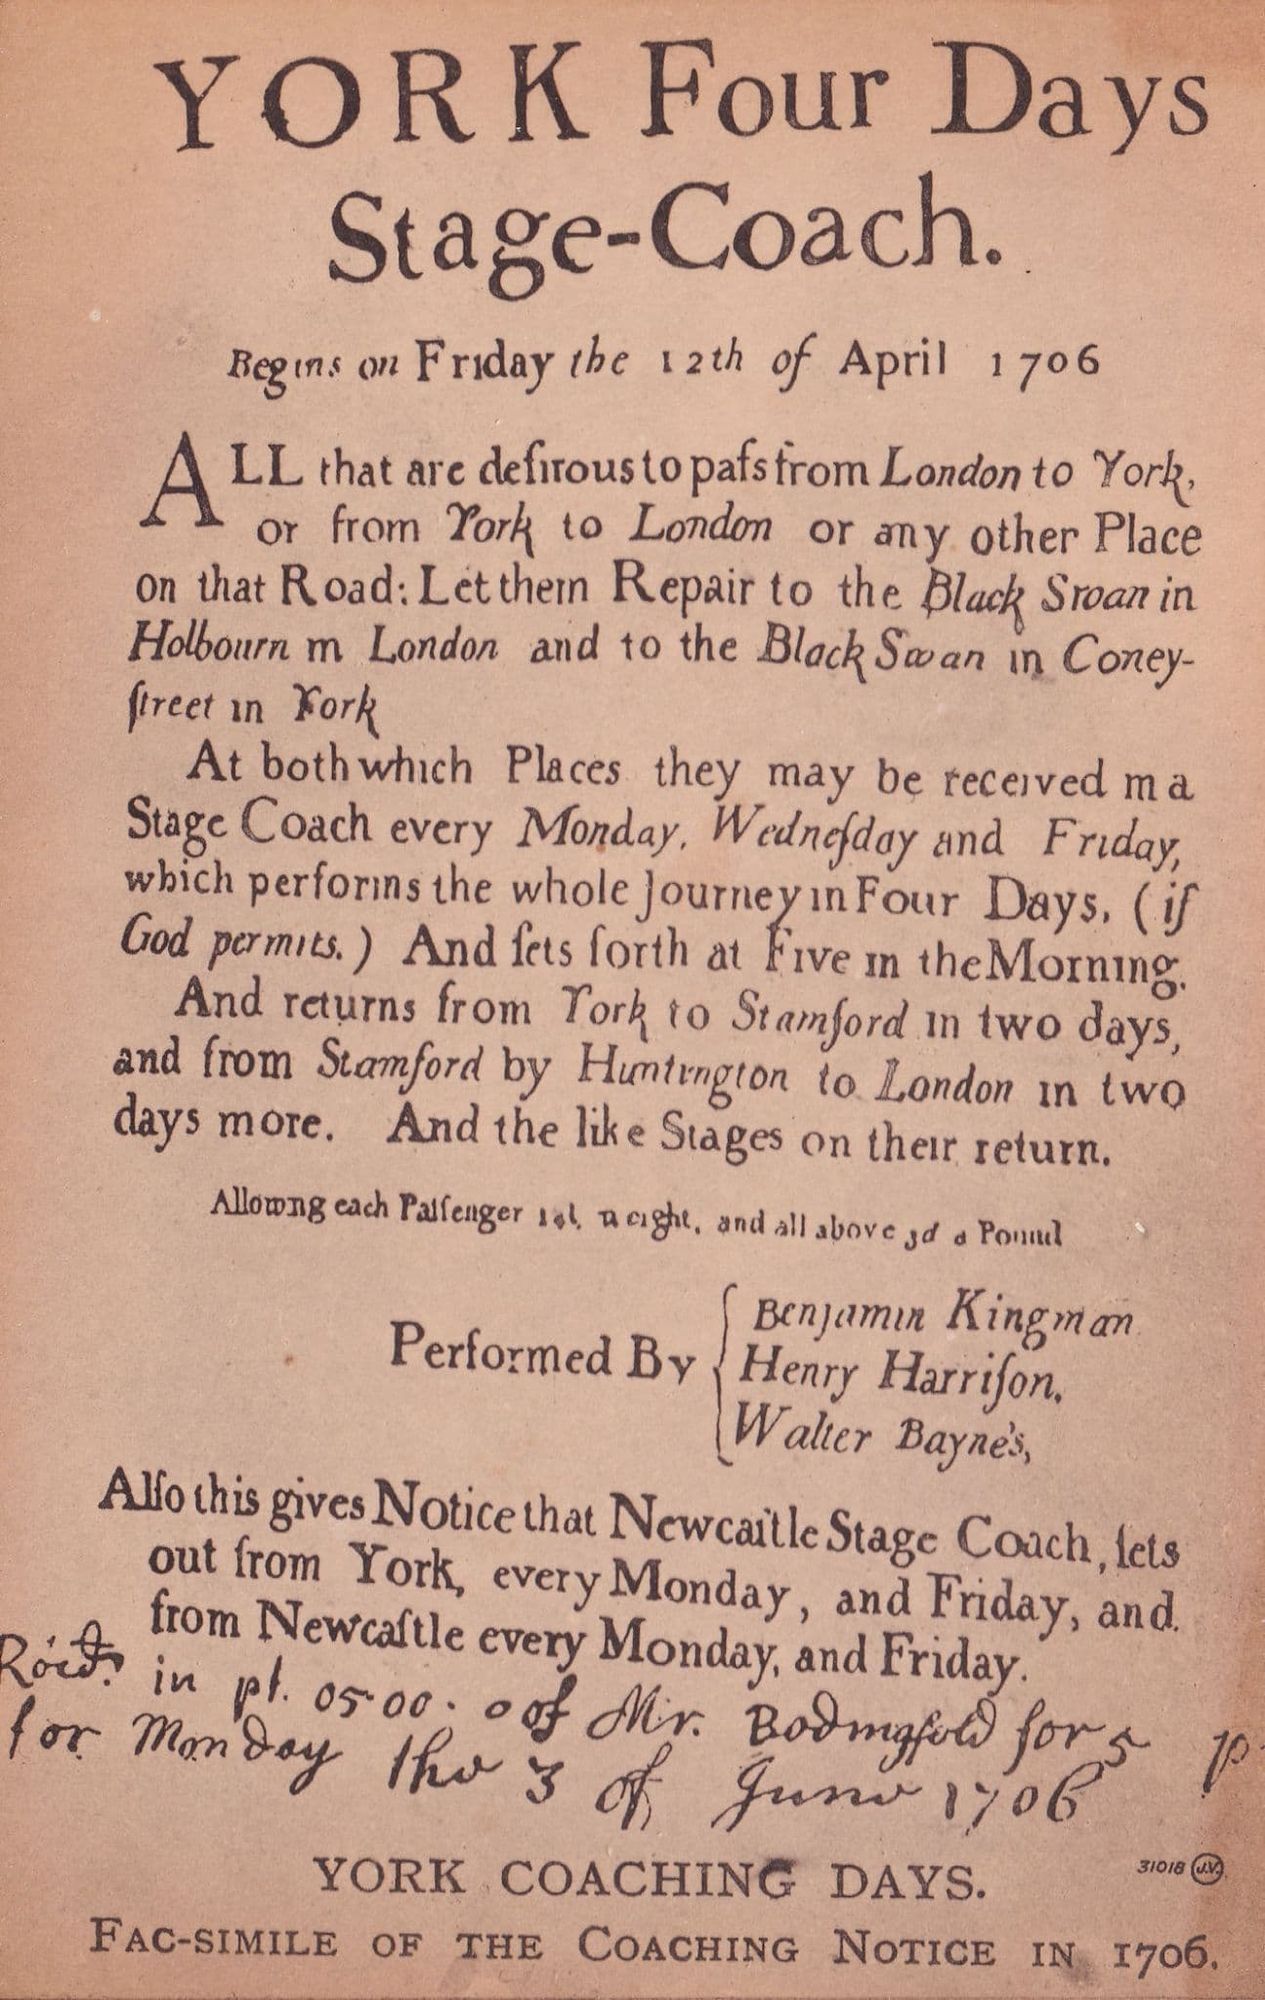 YORK Four Days
Stage-Coach.
Begins on Friday the 12th of April 1706
ALL that are deſirous to paſs from London to York,
or from York to London or any other Place
on that Road; Let them Repair to the Black Swan in
Holbourn in London and to the Black Swan in Coney-
ſtreet in York
At both which Places they may be received in a
Stage Coach every Monday, Wedneſday and Friday,
which performs the whole Journey in Four Days, (if
God permits.) And ſets forth at Five in the Morning.
And returns from York to Stamford in two days,
and from Stamford by Huntington to London in two
days more. And the like Stages on their return.
Allowing each Paſſenger 14l. weight, and all above 3d a Pound
Performed By { Benjamin Kingman
Henry Harriſon,
Walter Bayne's,
Alſo this gives Notice that Newcaſtle Stage Coach, ſets
out from York, every Monday, and Friday, and
from Newcaſtle every Monday, and Friday.
in pt. 05.00.0 of Mr. Bodingfold for 5 p
for Monday the 3 of June 1706
31018 J.V.
YORK COACHING DAYS.
FAC-SIMILE OF THE COACHING NOTICE IN 1706.